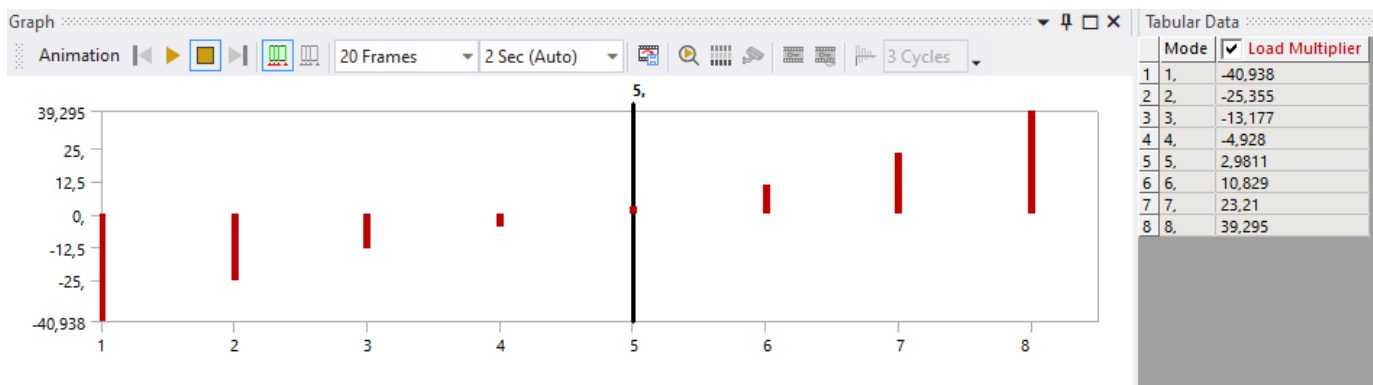 Graph
Animation 20 Frames 2 Sec (Auto) 3 Cycles
5,
39,295
25,
12,5
0,
-12,5
-25,
-40,938
1 2 3 4 5 6 7 8
Tabular Data
Mode Load Multiplier
1 1, -40,938
2 2, -25,355
3 3, -13,177
4 4, -4,928
5 5, 2,9811
6 6, 10,829
7 7, 23,21
8 8, 39,295